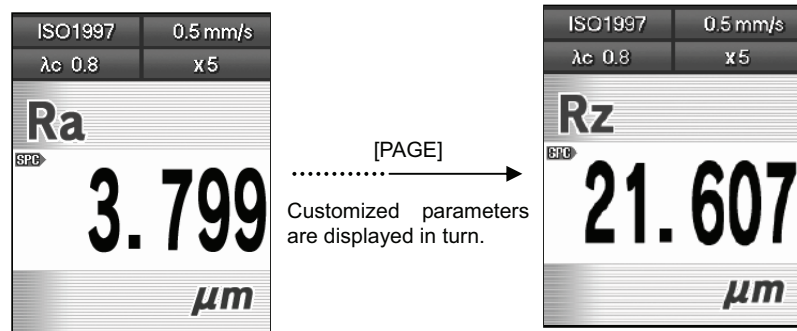 ISO1997 0.5 mm/s
λc 0.8 x5
Ra
SPC
3.799
μm
[PAGE]
Customized parameters
are displayed in turn.
ISO1997 0.5 mm/s
λc 0.8 x5
Rz
SPC
21.607
μm